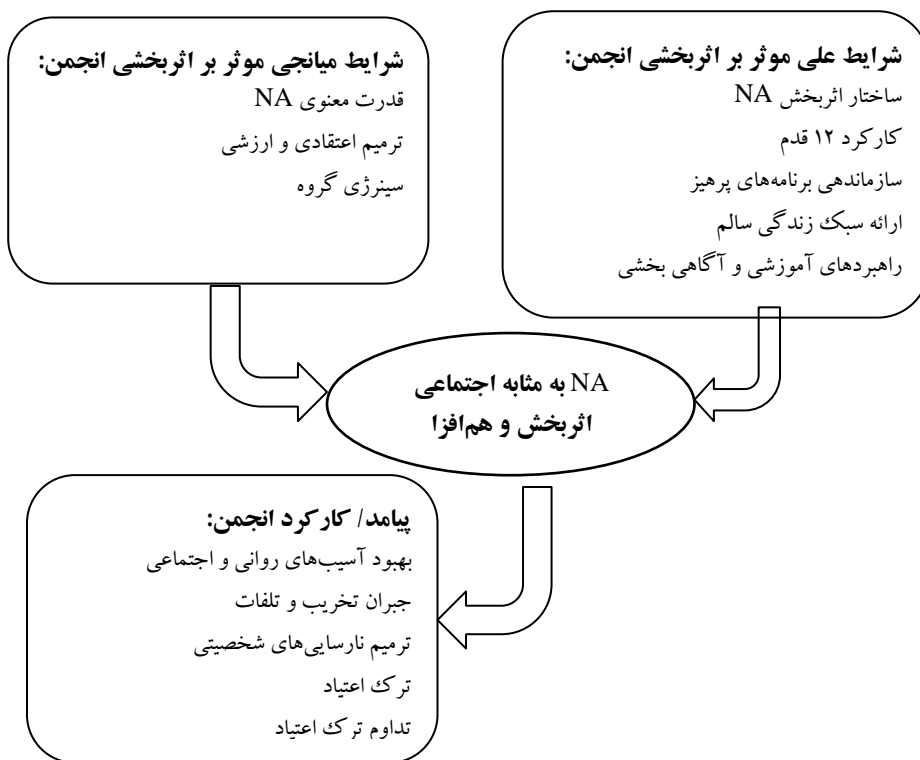 شرایط علی موثر بر اثربخشی انجمن:
ساختار اثربخش NA
کارکرد ۱۲ قدم
سازماندهی برنامه‌های پرهیز
ارائه سبک زندگی سالم
راهبردهای آموزشی و آگاهی بخشی
شرایط میانجی موثر بر اثربخشی انجمن:
قدرت معنوی NA
ترمیم اعتقادی و ارزشی
سینرژی گروه
NA به مثابه اجتماعی
اثربخش و هم‌افزا
پیامد/ کارکرد انجمن:
بهبود آسیب‌های روانی و اجتماعی
جبران تخریب و تلفات
ترمیم نارسایی‌های شخصیتی
ترک اعتیاد
تداوم ترک اعتیاد